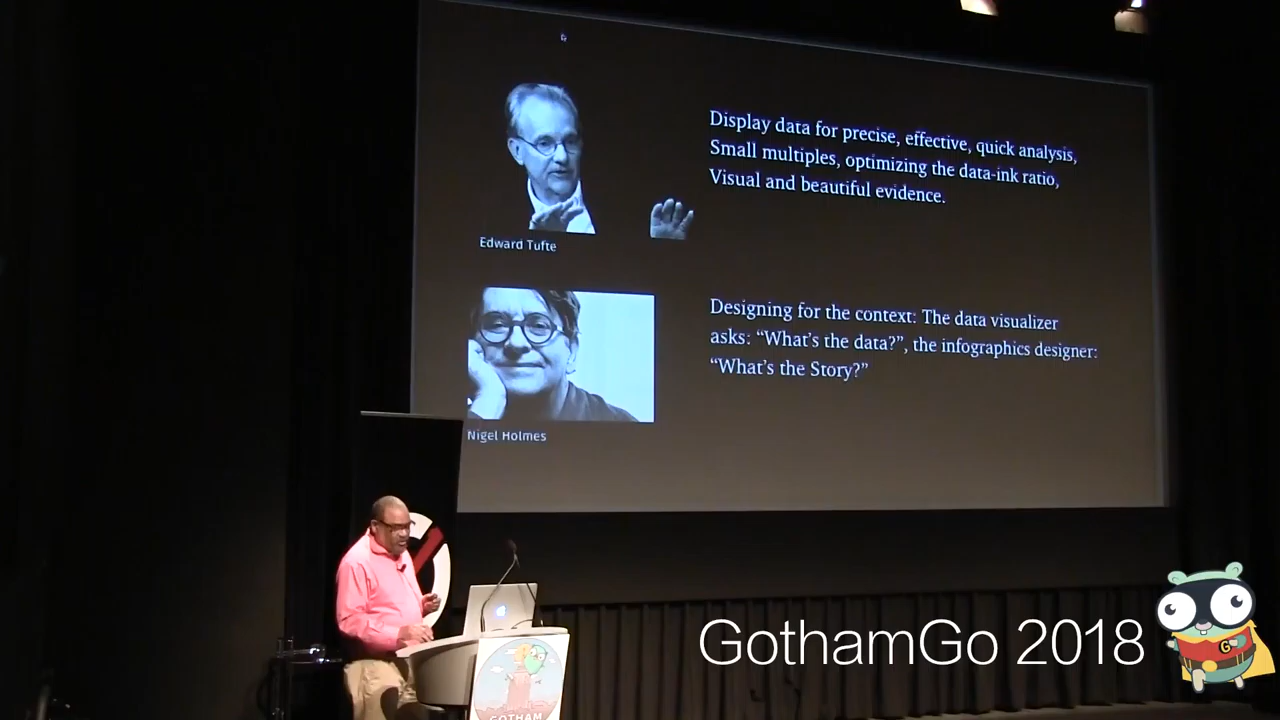 Display data for precise, effective, quick analysis,
Small multiples, optimizing the data-ink ratio,
Visual and beautiful evidence.
Edward Tufte
Designing for the context: The data visualizer
asks: “What's the data?”, the infographics designer:
“What's the Story?”
Nigel Holmes
GOTHAM
GothamGo 2018
G